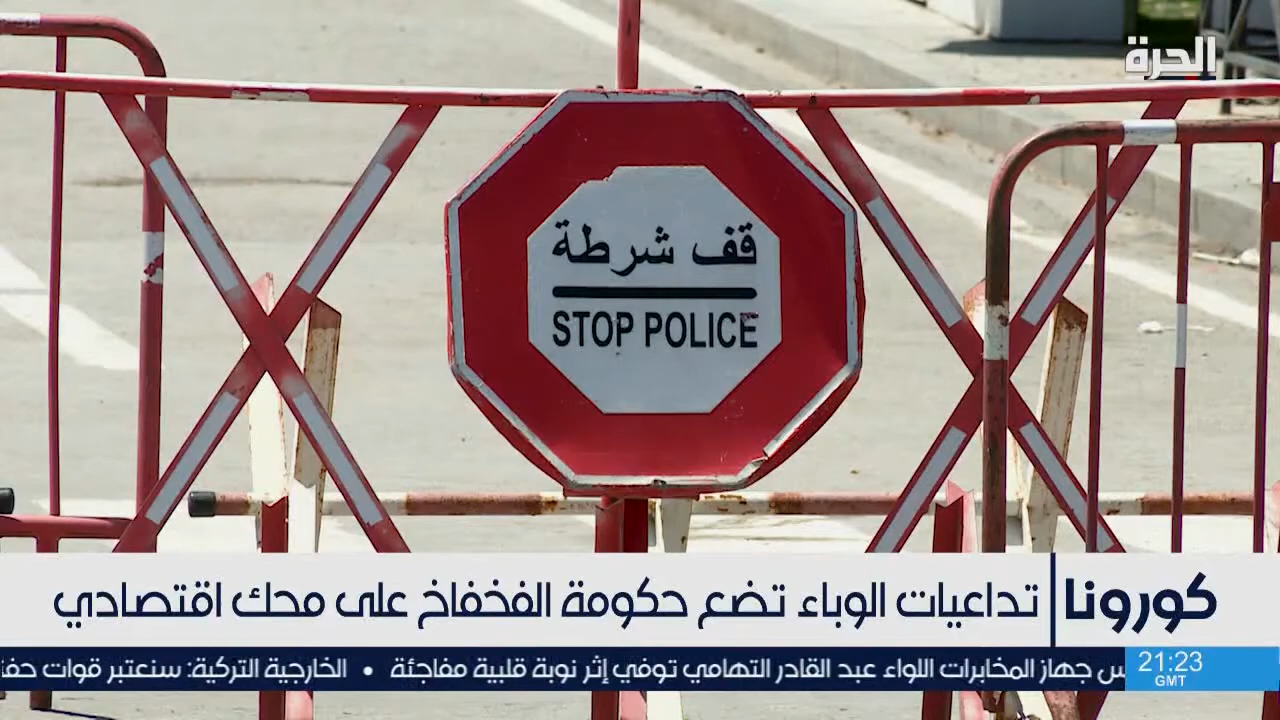 الحرة
قف شرطة
STOP POLICE
كورونا
تداعيات الوباء تضع حكومة الفخفاخ على محك اقتصادي
جهاز المخابرات اللواء عبد القادر التهامي توفي إثر نوبة قلبية مفاجئة • الخارجية التركية: سنعتبر قوات
21:23
GMT